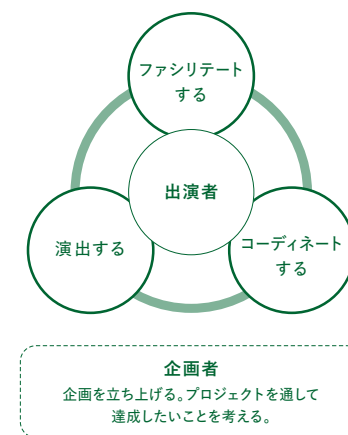 ファシリテート
する
出演者
演出する
コーディネート
する
企画者
企画を立ち上げる。プロジェクトを通して
達成したいことを考える。